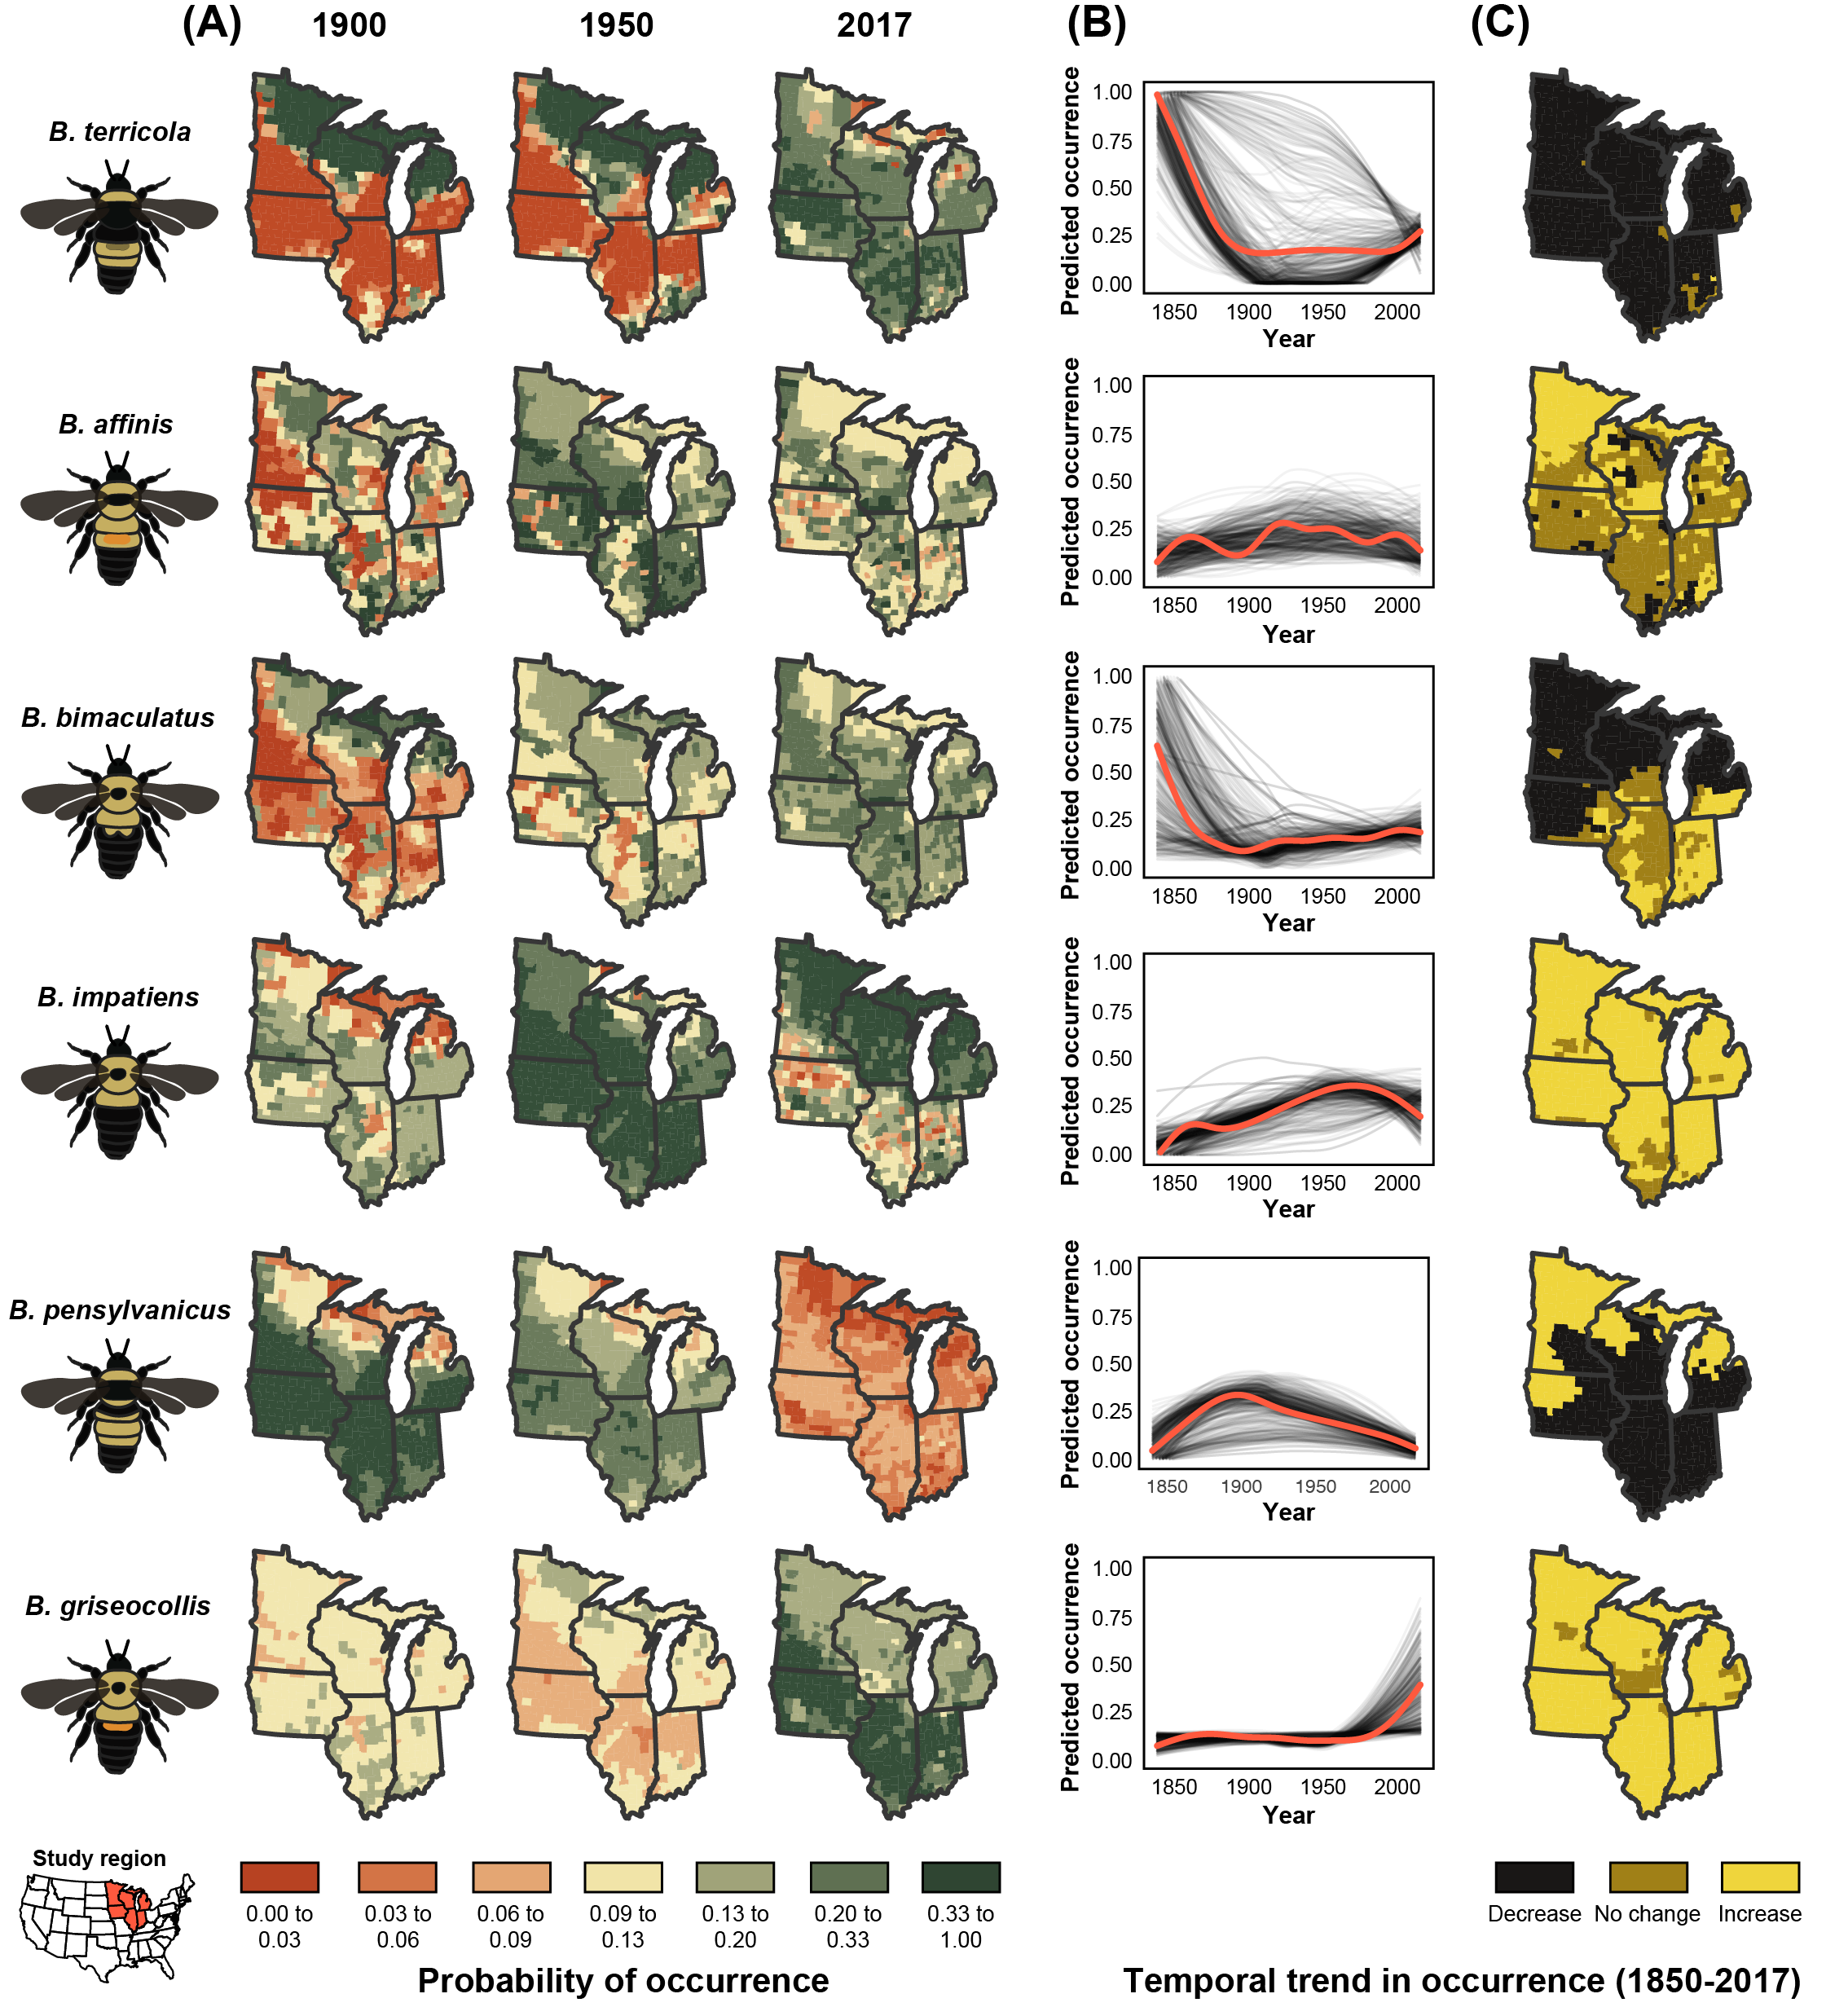 (A) 1900 1950 2017 (B) (C)
B. terricola
Predicted occurrence
1.00
0.75
0.50
0.25
0.00
1850 1900 1950 2000
Year
B. affinis
Predicted occurrence
1.00
0.75
0.50
0.25
0.00
1850 1900 1950 2000
Year
B. bimaculatus
Predicted occurrence
1.00
0.75
0.50
0.25
0.00
1850 1900 1950 2000
Year
B. impatiens
Predicted occurrence
1.00
0.75
0.50
0.25
0.00
1850 1900 1950 2000
Year
B. pensylvanicus
Predicted occurrence
1.00
0.75
0.50
0.25
0.00
1850 1900 1950 2000
Year
B. griseocollis
Predicted occurrence
1.00
0.75
0.50
0.25
0.00
1850 1900 1950 2000
Year
Study region
0.00 to 0.03 to 0.06 to 0.09 to 0.13 to 0.20 to 0.33 to
0.03 0.06 0.09 0.13 0.20 0.33 1.00
Probability of occurrence
Decrease No change Increase
Temporal trend in occurrence (1850-2017)